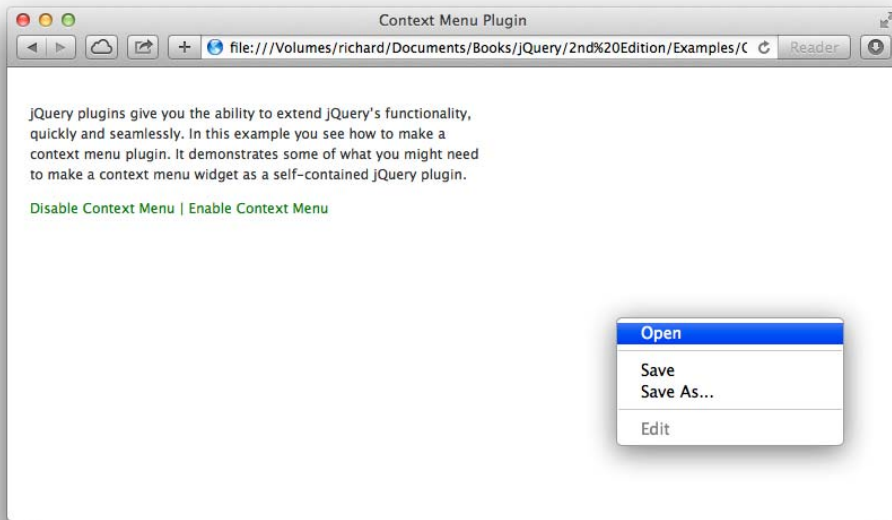 Context Menu Plugin
file:///Volumes/richard/Documents/Books/jQuery/2nd%20Edition/Examples/C
Reader
jQuery plugins give you the ability to extend jQuery's functionality,
quickly and seamlessly. In this example you see how to make a
context menu plugin. It demonstrates some of what you might need
to make a context menu widget as a self-contained jQuery plugin.
Disable Context Menu | Enable Context Menu
Open
Save
Save As...
Edit